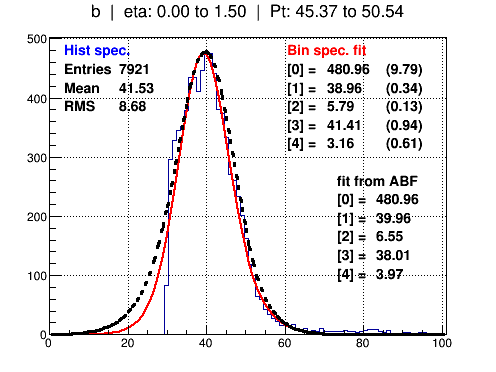 b | eta: 0.00 to 1.50 | Pt: 45.37 to 50.54
Hist spec.
Entries 7921
Mean 41.53
RMS 8.68
Bin spec. fit
[0] = 480.96 (9.79)
[1] = 38.96 (0.34)
[2] = 5.79 (0.13)
[3] = 41.41 (0.94)
[4] = 3.16 (0.61)
fit from ABF
[0] = 480.96
[1] = 39.96
[2] = 6.55
[3] = 38.01
[4] = 3.97
500
400
300
200
100
0
0 20 40 60 80 100